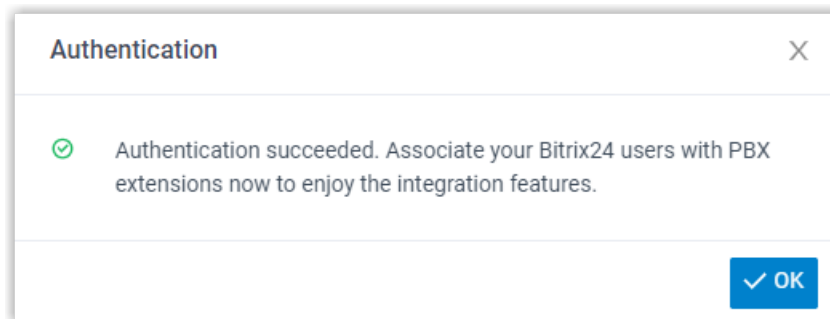 Authentication
X
Authentication succeeded. Associate your Bitrix24 users with PBX
extensions now to enjoy the integration features.
OK